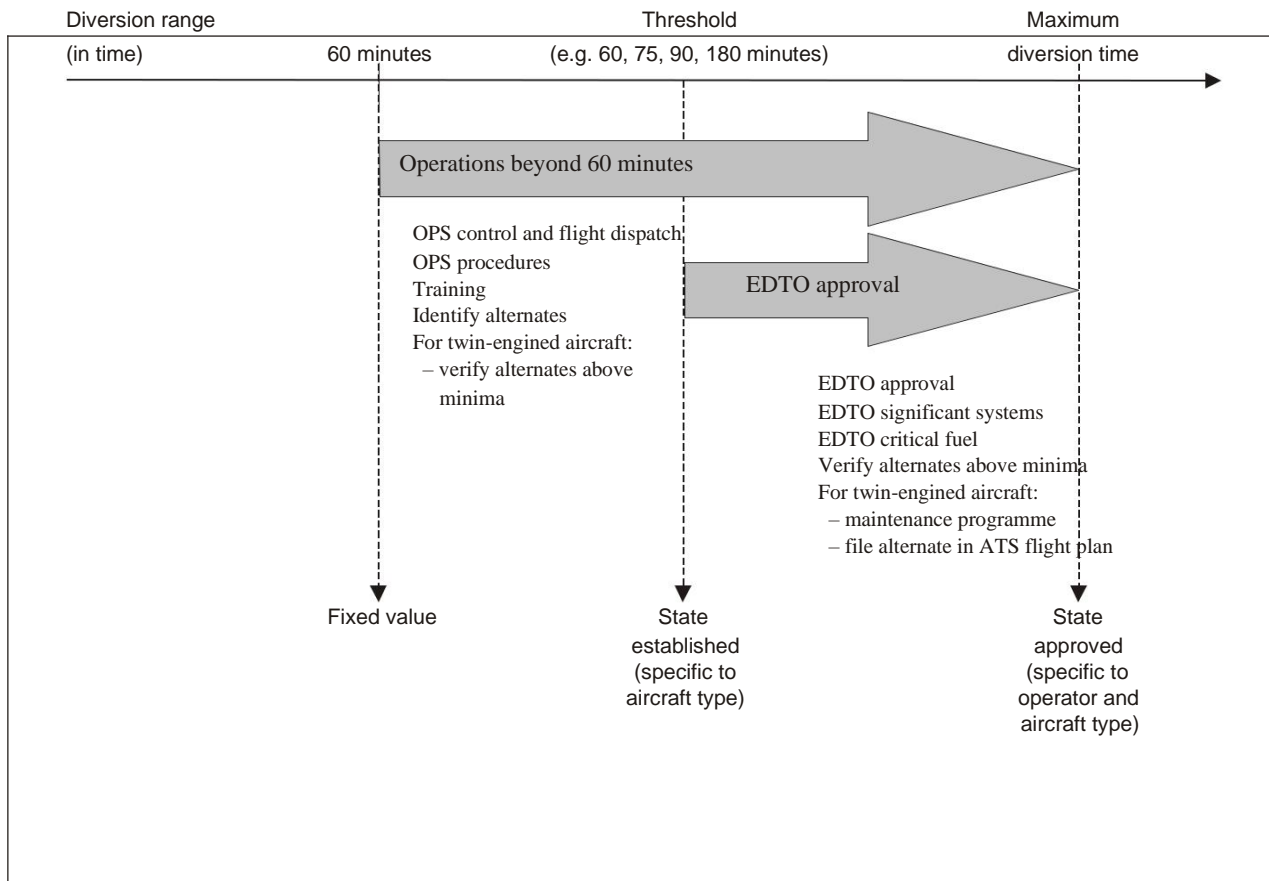 Diversion range
Threshold
Maximum
(in time)
60 minutes
(e.g. 60, 75, 90, 180 minutes)
diversion time
Operations beyond 60 minutes
OPS control and flight dispatch
OPS procedures
Training
Identify alternates
For twin-engined aircraft:
– verify alternates above
minima
EDTO approval
EDTO approval
EDTO significant systems
EDTO critical fuel
Verify alternates above minima
For twin-engined aircraft:
– maintenance programme
– file alternate in ATS flight plan
Fixed value
State
established
(specific to
aircraft type)
State
approved
(specific to
operator and
aircraft type)